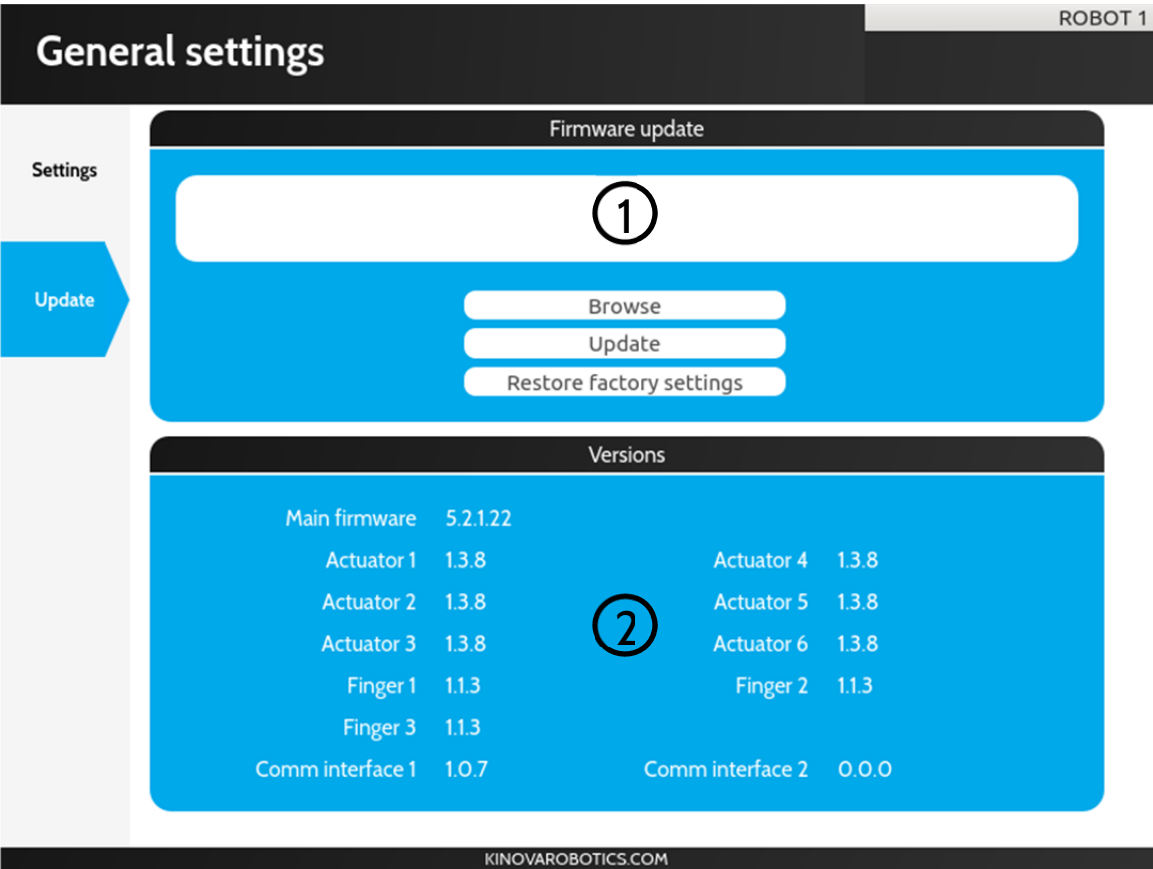 ROBOT 1
General settings
Settings
Update
Firmware update
1
Browse
Update
Restore factory settings
Versions
Main firmware 5.2.1.22
Actuator 1 1.3.8 Actuator 4 1.3.8
Actuator 2 1.3.8 Actuator 5 1.3.8
2
Actuator 3 1.3.8 Actuator 6 1.3.8
Finger 1 1.1.3 Finger 2 1.1.3
Finger 3 1.1.3
Comm interface 1 1.0.7 Comm interface 2 0.0.0
KINOVAROBOTICS.COM